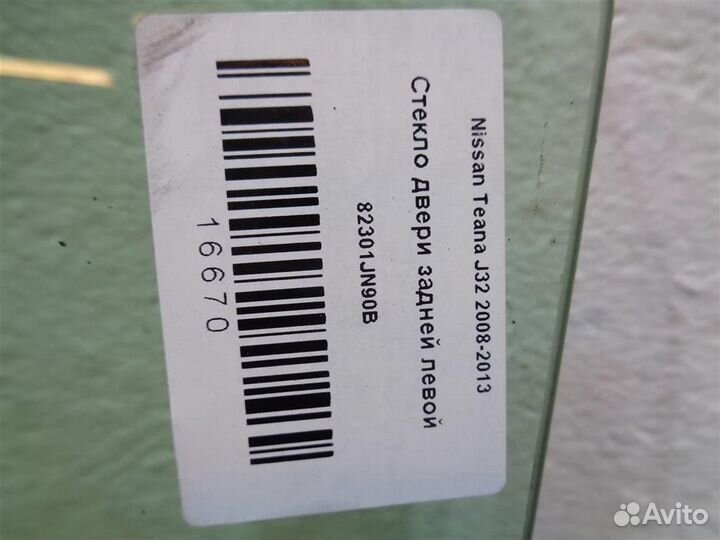 Nissan Teana J32 2008-2013
Стекло двери задней левой
82301JN90B
16670
Avito